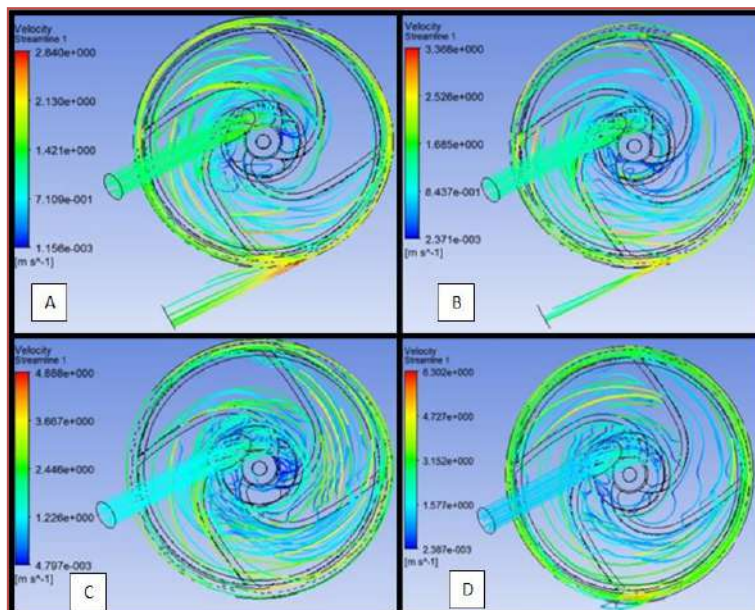 Velocity
Streamline 1
2.840e+000
2.130e+000
1.421e+000
7.109e-001
1.156e-003
[m s^-1]
A
Velocity
Streamline 1
3.368e+000
2.526e+000
1.685e+000
8.437e-001
2.371e-003
[m s^-1]
B
Velocity
Streamline 1
4.888e+000
3.667e+000
2.446e+000
1.226e+000
4.797e-003
[m s^-1]
C
Velocity
Streamline 1
6.302e+000
4.727e+000
3.152e+000
1.577e+000
2.387e-003
[m s^-1]
D